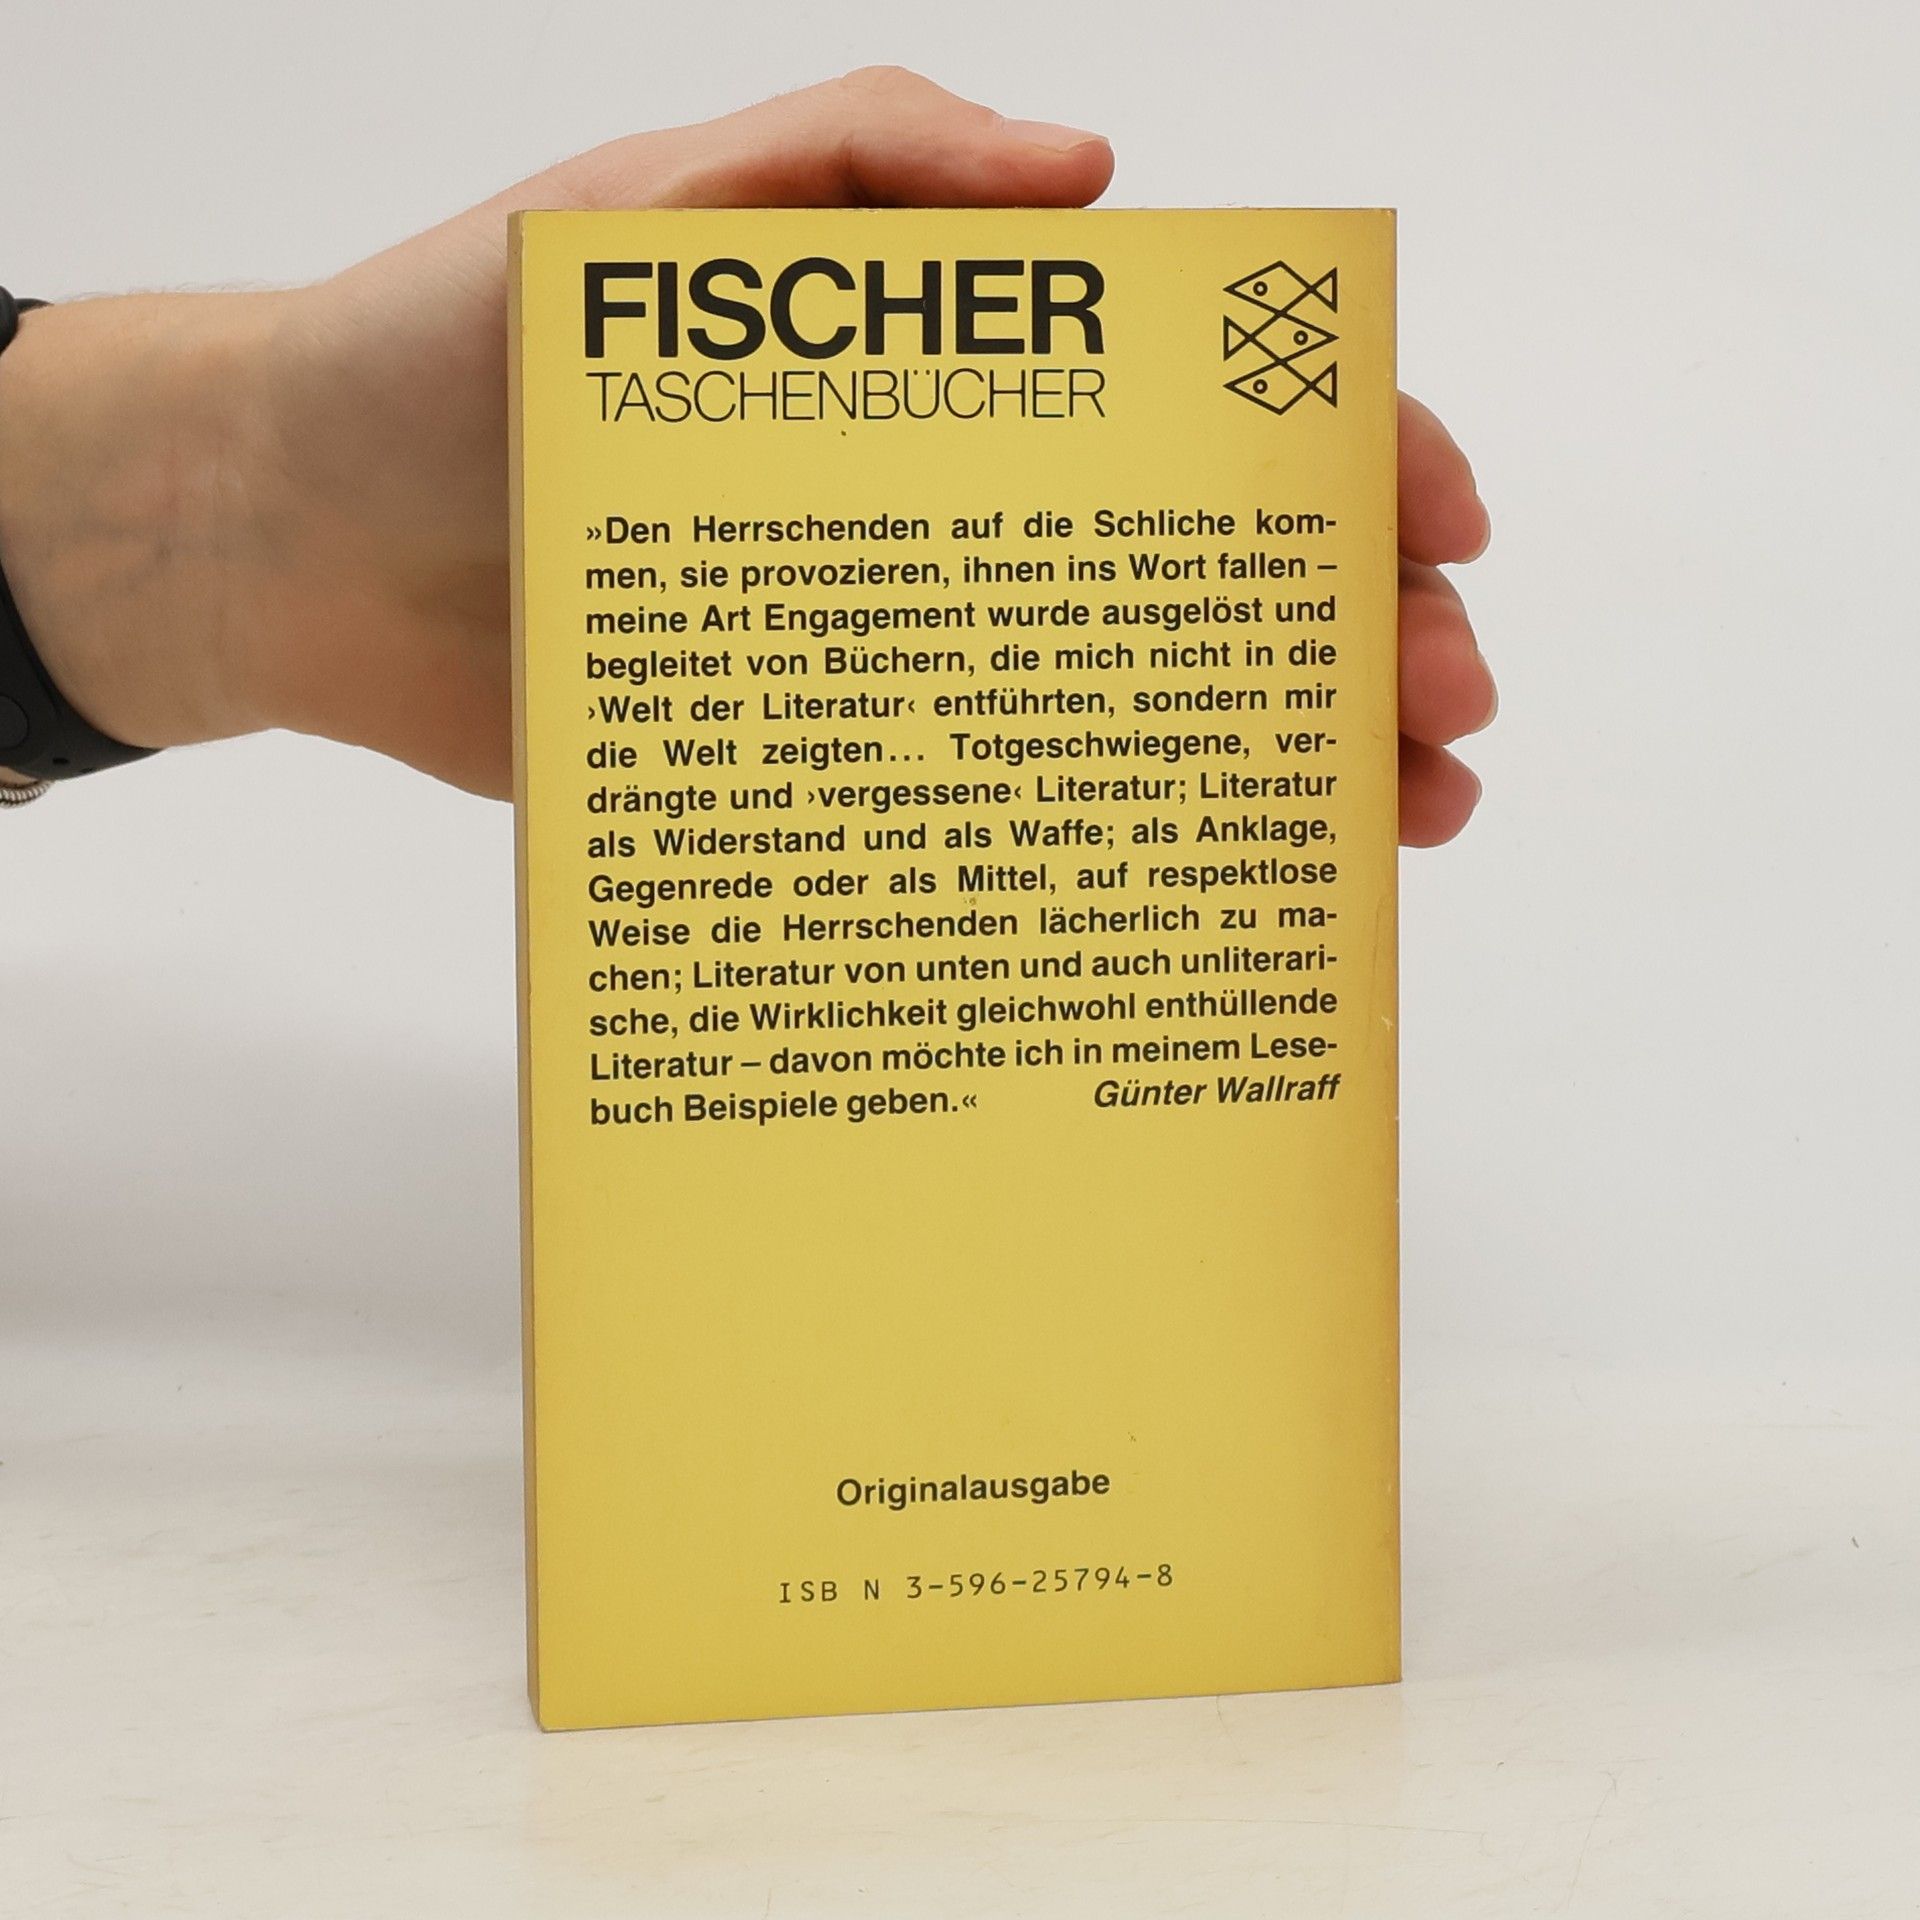 FISCHER
TASCHENBÜCHER
»Den Herrschenden auf die Schliche kom-
men, sie provozieren, ihnen ins Wort fallen –
meine Art Engagement wurde ausgelöst und
begleitet von Büchern, die mich nicht in die
›Welt der Literatur‹ entführten, sondern mir
die Welt zeigten... Totgeschwiegene, ver-
drängte und ›vergessene‹ Literatur; Literatur
als Widerstand und als Waffe; als Anklage,
Gegenrede oder als Mittel, auf respektlose
Weise die Herrschenden lächerlich zu ma-
chen; Literatur von unten und auch unliterari-
sche, die Wirklichkeit gleichwohl enthüllende
Literatur – davon möchte ich in meinem Lese-
buch Beispiele geben.« Günter Wallraff
Originalausgabe
ISB N 3-596-25794-8